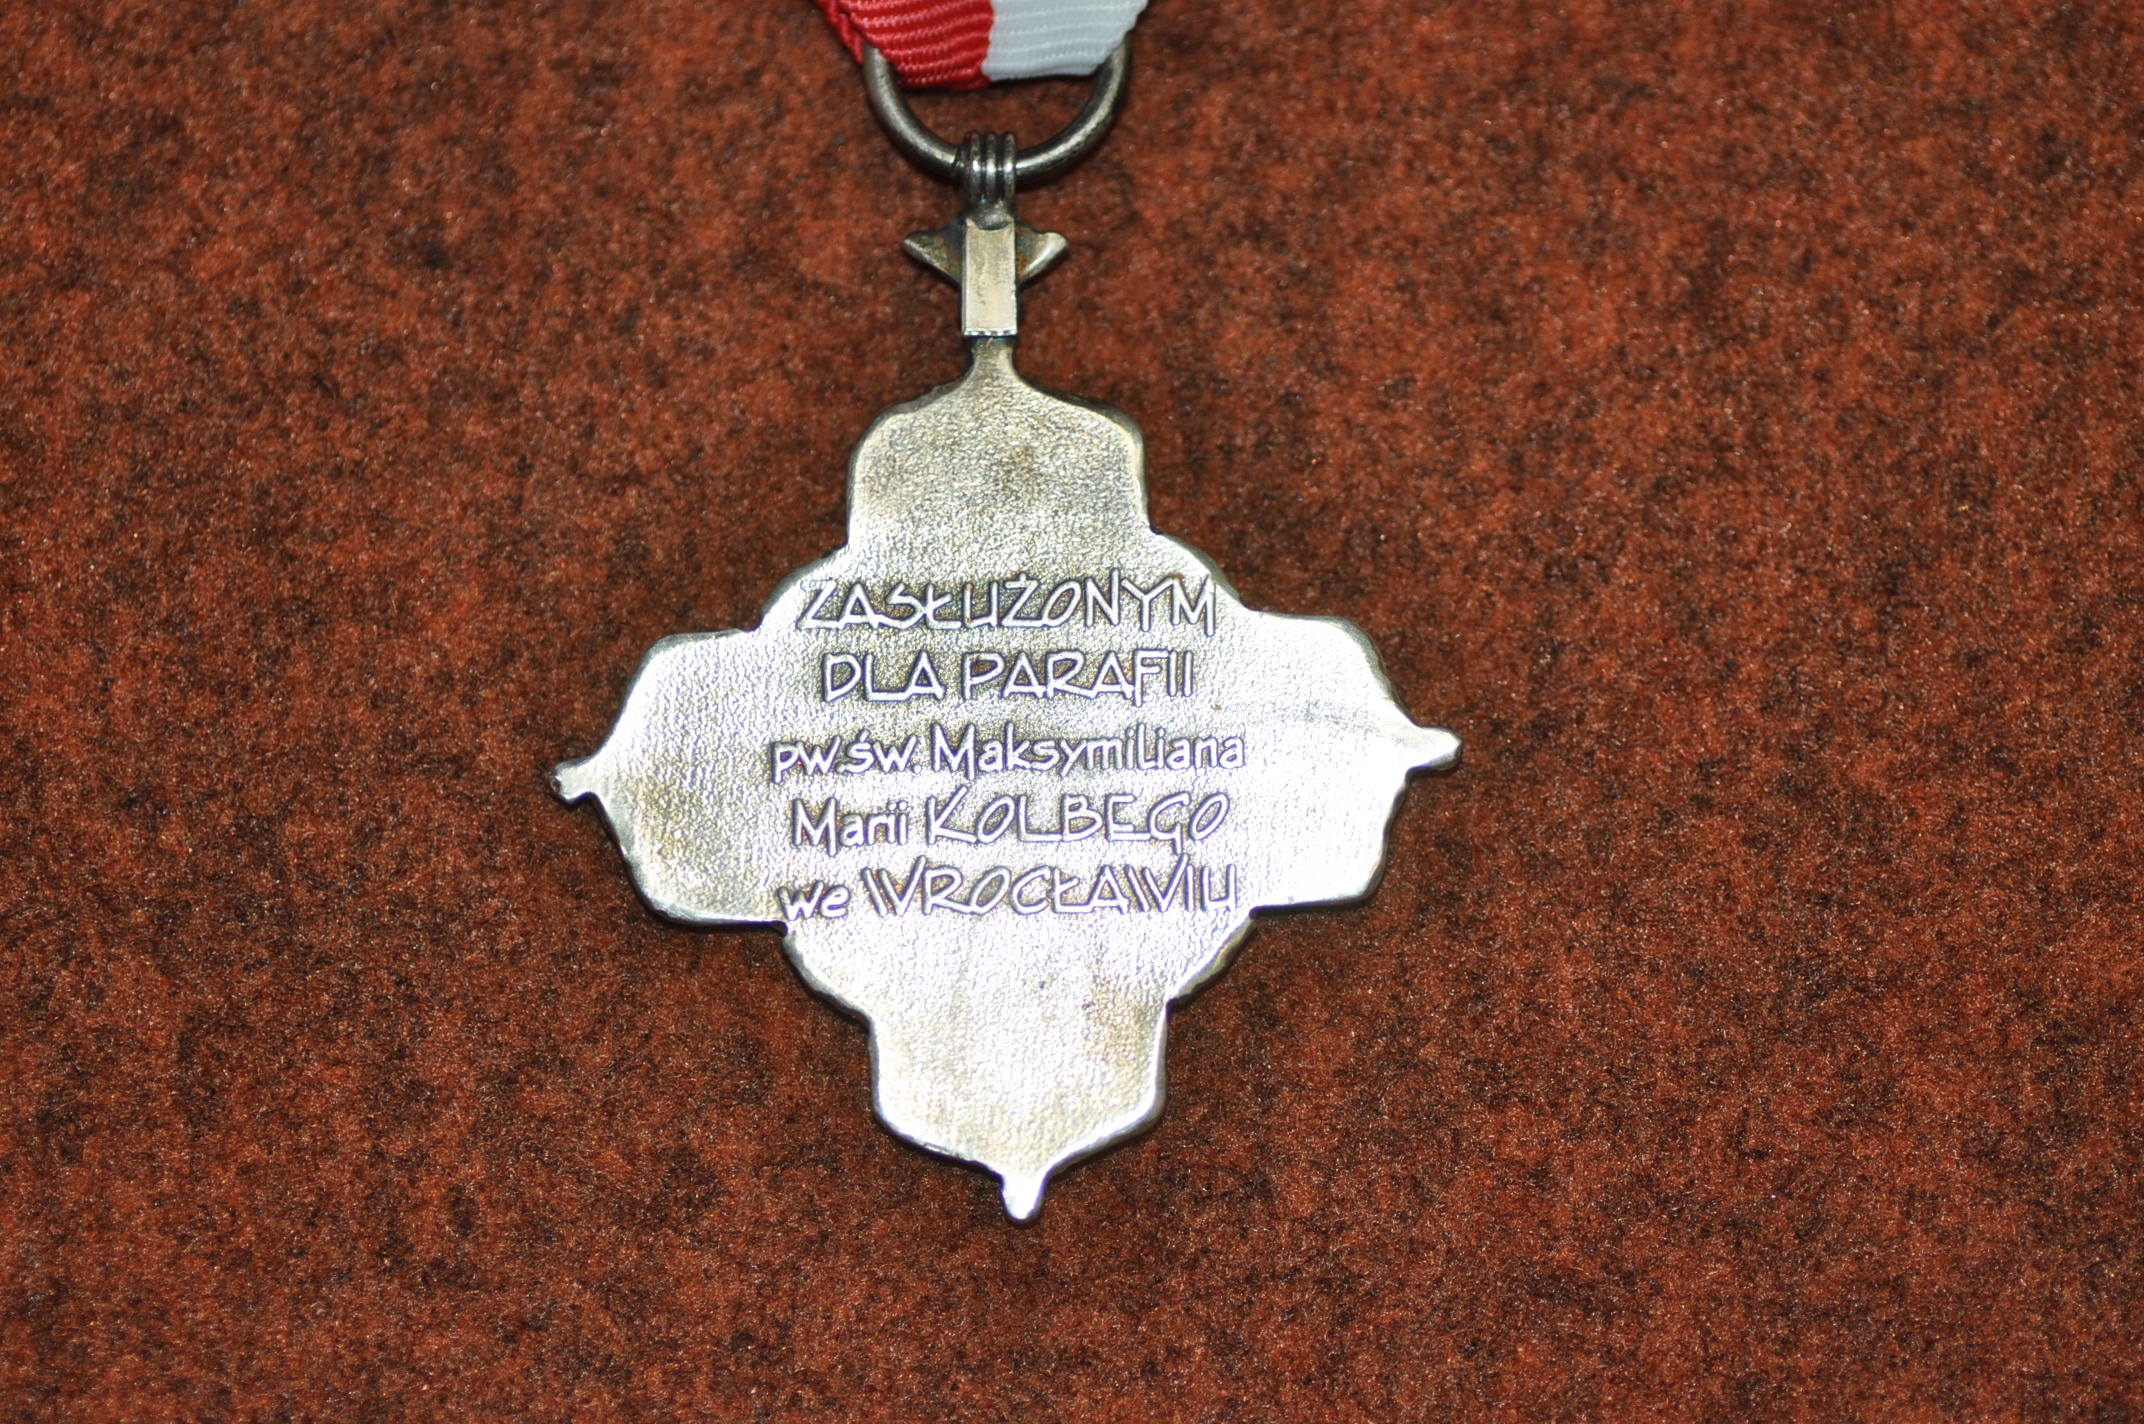 ZASŁUŻONYM
DLA PARAFII
pw.św. Maksymiliana
Marii KOLBEGO
we WROCŁAWIU